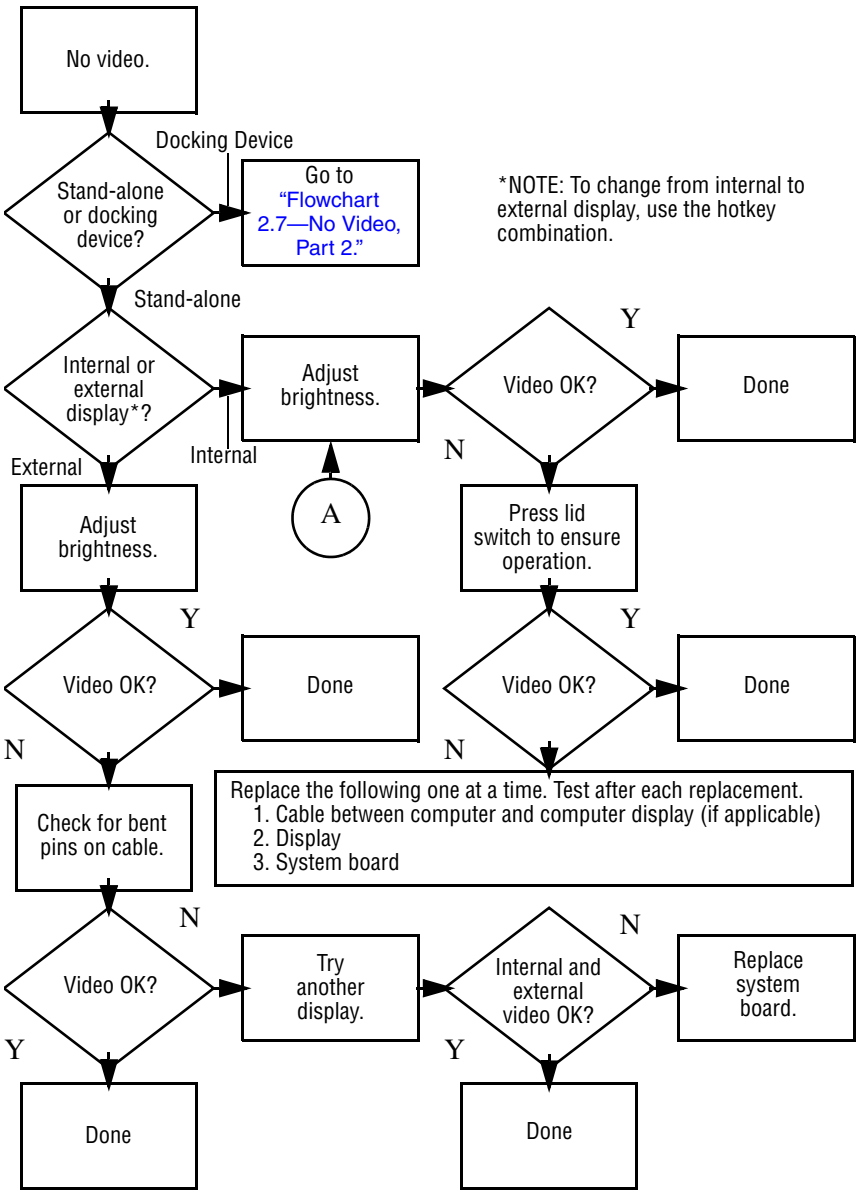 No video.
Docking Device
Stand-alone
or docking
device?
Go to
“Flowchart
2.7—No Video,
Part 2.”
*NOTE: To change from internal to
external display, use the hotkey
combination.
Stand-alone
Internal or
external
display*?
Internal
External
Adjust
brightness.
A
Video OK?
Y
Done
N
Press lid
switch to ensure
operation.
Adjust
brightness.
Video OK?
Y
Done
N
Video OK?
Y
Done
N
Replace the following one at a time. Test after each replacement.
1. Cable between computer and computer display (if applicable)
2. Display
3. System board
Check for bent
pins on cable.
Video OK?
N
Try
another
display.
Internal and
external
video OK?
N
Replace
system
board.
Y
Done
Y
Done